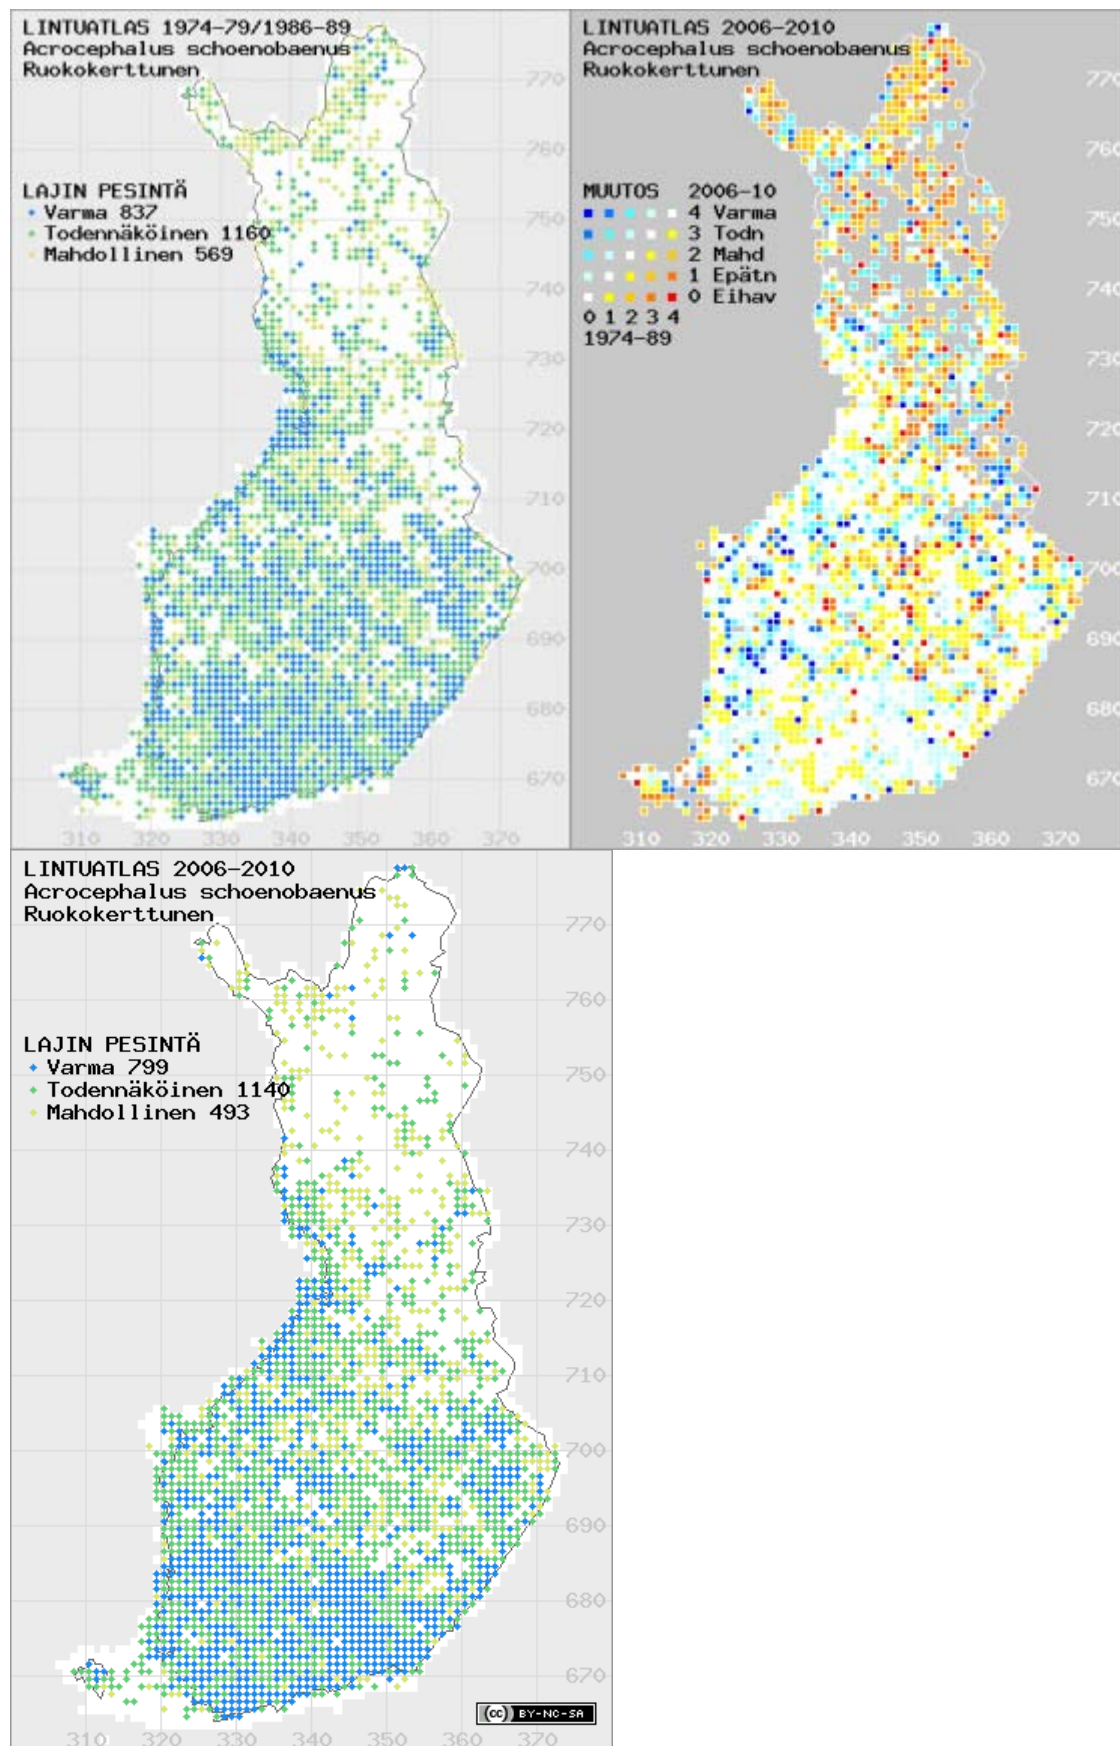 LINTUATLAS 1974-79/1986-89
Acrocephalus schoenobaenus
Ruokokerttunen
LAJIN PESINTÄ
Varma 837
Todennäköinen 1160
Mahdollinen 569
770
760
750
740
730
720
710
700
690
680
670
310 320 330 340 350 360 370
LINTUATLAS 2006-2010
Acrocephalus schoenobaenus
Ruokokerttunen
MUUTOS 2006-10
4 Varma
3 Todn
2 Mahd
1 Epätn
0 Eihav
0 1 2 3 4
1974-89
770
760
750
740
730
720
710
700
690
680
670
310 320 330 340 350 360 370
LINTUATLAS 2006-2010
Acrocephalus schoenobaenus
Ruokokerttunen
LAJIN PESINTÄ
Varma 799
Todennäköinen 1140
Mahdollinen 493
770
760
750
740
730
720
710
700
690
680
670
310 320 330 340 350 360 370
(cc) BY-NC-SA